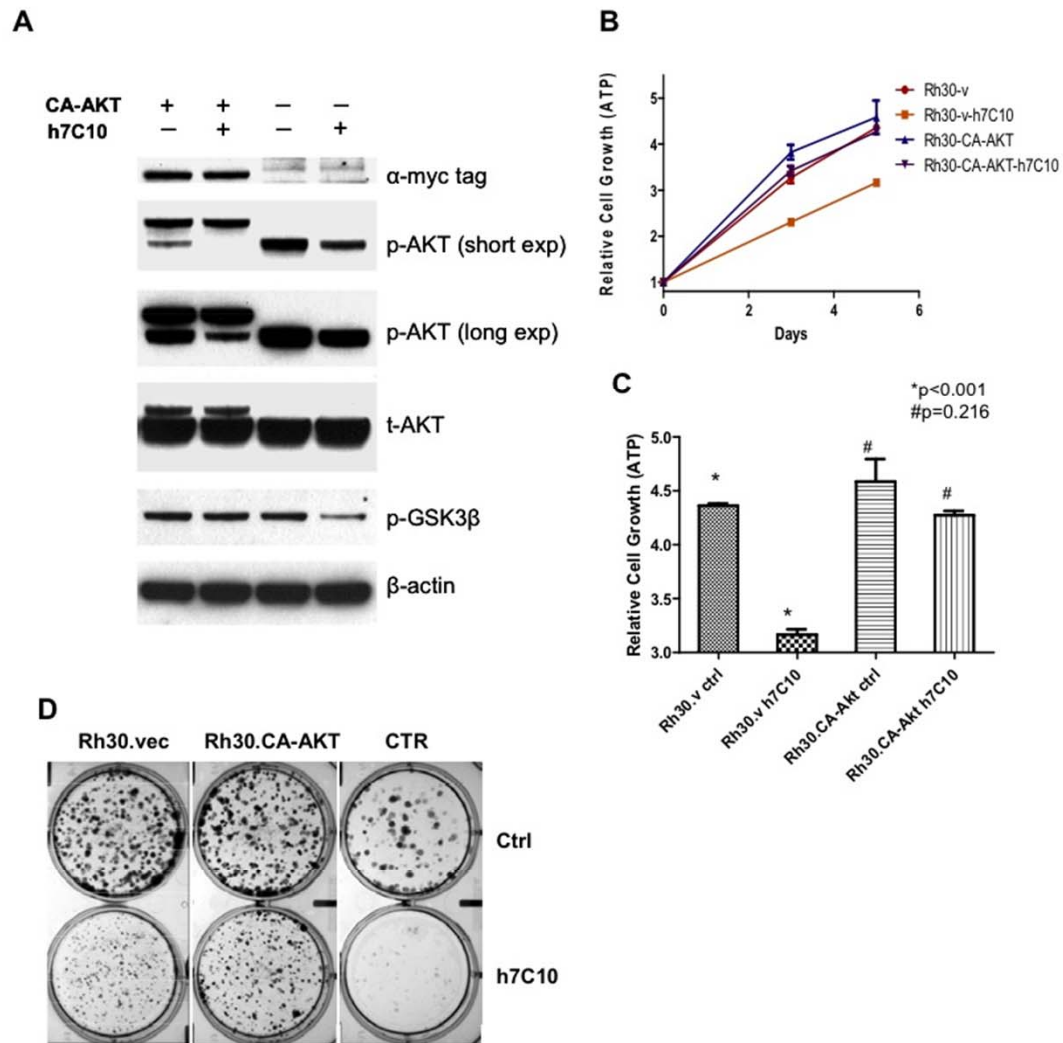 A
CA-AKT + + – –
h7C10 – + – +
α-myc tag
p-AKT (short exp)
p-AKT (long exp)
t-AKT
p-GSK3β
β-actin
B
Relative Cell Growth (ATP)
5
4
3
2
1
0 2 4 6
Days
Rh30-v
Rh30-v-h7C10
Rh30-CA-AKT
Rh30-CA-AKT-h7C10
C
*p<0.001
#p=0.216
Relative Cell Growth (ATP)
5.0
4.5
4.0
3.5
3.0
* * # #
Rh30.v ctrl
Rh30.v h7C10
Rh30.CA-Akt ctrl
Rh30.CA-Akt h7C10
D
Rh30.vec Rh30.CA-AKT CTR
Ctrl
h7C10